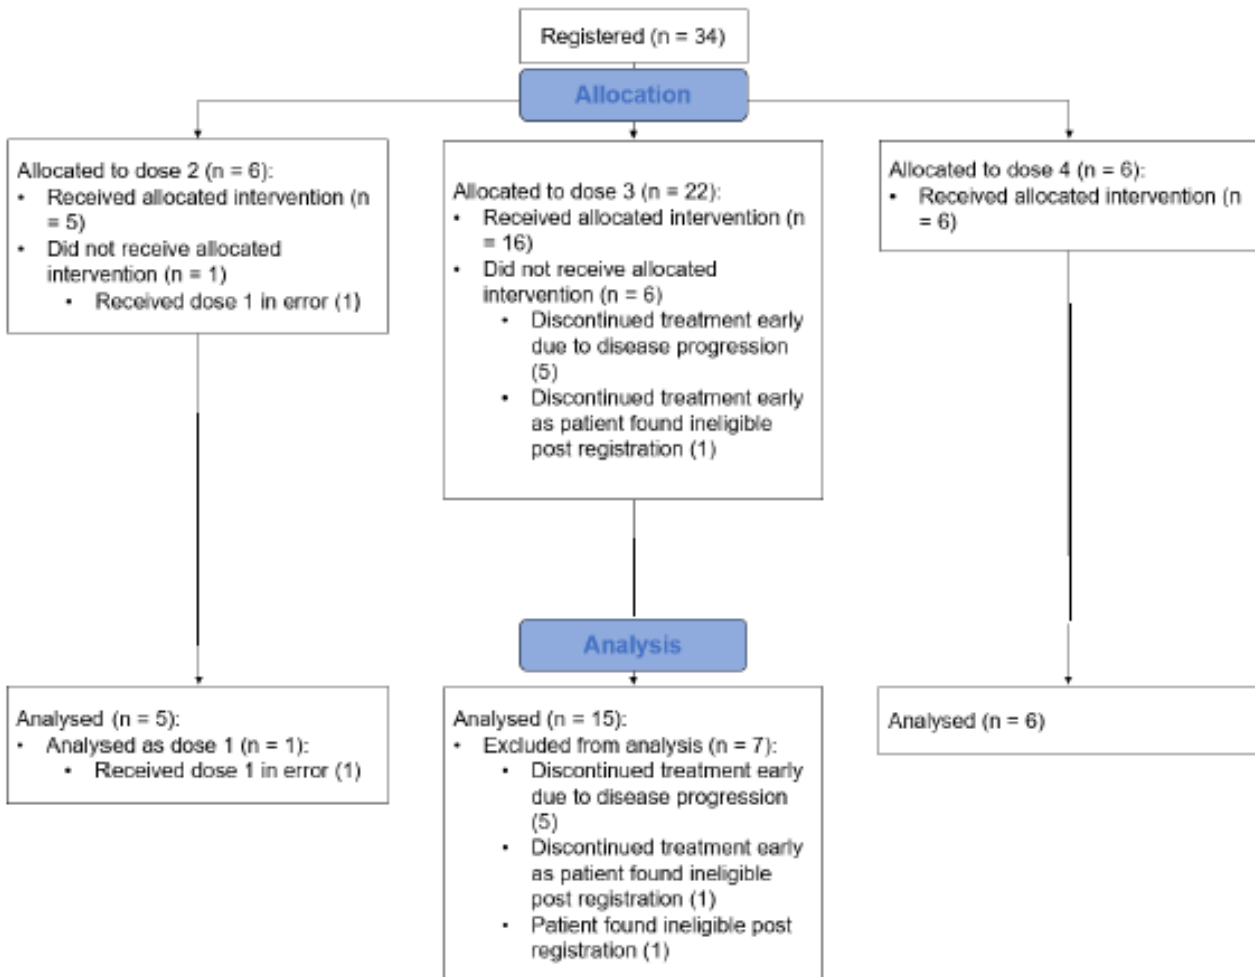 Registered (n = 34)
Allocation
Allocated to dose 2 (n = 6):
• Received allocated intervention (n
= 5)
• Did not receive allocated
intervention (n = 1)
• Received dose 1 in error (1)
Allocated to dose 3 (n = 22):
• Received allocated intervention (n
= 16)
• Did not receive allocated
intervention (n = 6)
• Discontinued treatment early
due to disease progression
(5)
• Discontinued treatment early
as patient found ineligible
post registration (1)
Allocated to dose 4 (n = 6):
• Received allocated intervention (n
= 6)
Analysis
Analysed (n = 5):
• Analysed as dose 1 (n = 1):
• Received dose 1 in error (1)
Analysed (n = 15):
• Excluded from analysis (n = 7):
• Discontinued treatment early
due to disease progression
(5)
• Discontinued treatment early
as patient found ineligible
post registration (1)
• Patient found ineligible post
registration (1)
Analysed (n = 6)